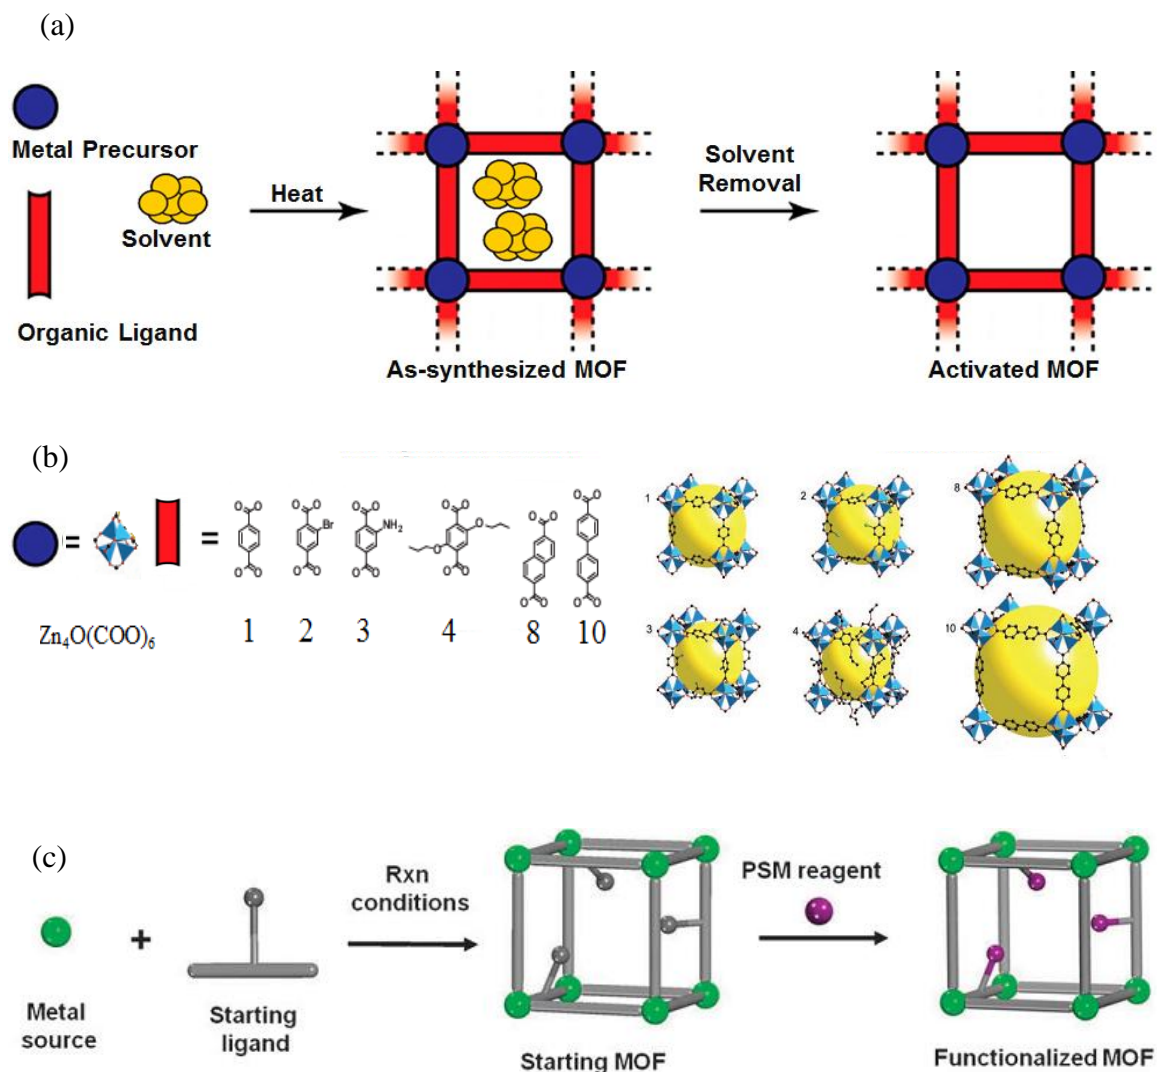 (a)
Metal Precursor
Solvent
Organic Ligand
Heat
As-synthesized MOF
Solvent
Removal
Activated MOF
(b)
=
=
Zn4O(COO)6
Br
NH2
O
O
1
2
3
4
8
10
1
2
8
3
4
10
(c)
+
Metal
source
Starting
ligand
Rxn
conditions
Starting MOF
PSM reagent
Functionalized MOF